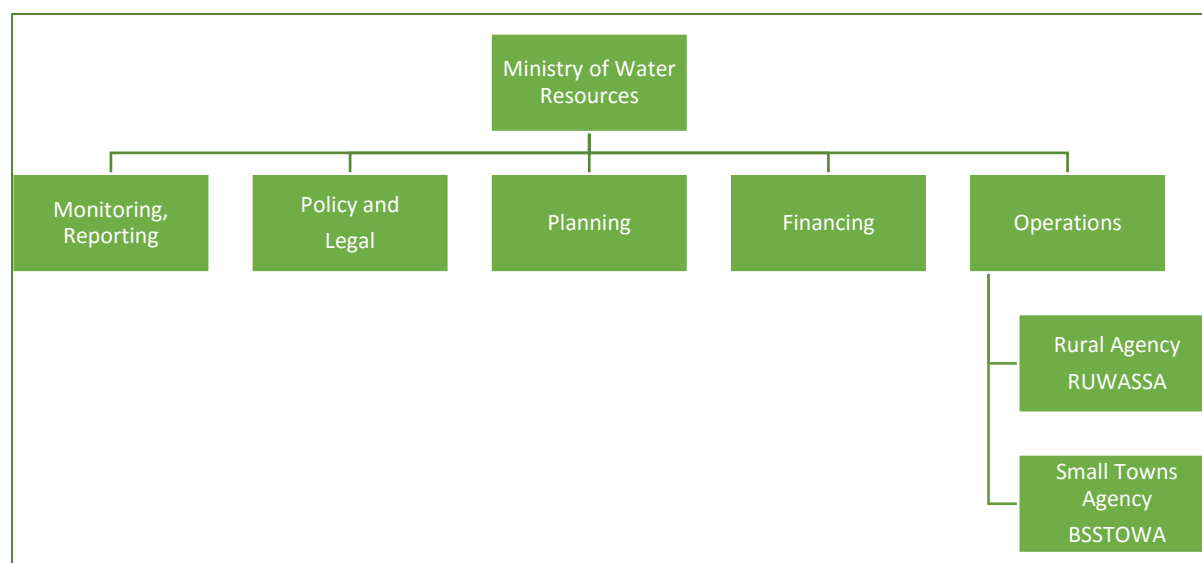 Ministry of Water
Resources
Monitoring,
Reporting
Policy and
Legal
Planning
Financing
Operations
Rural Agency
RUWASSA
Small Towns
Agency
BSSTOWA